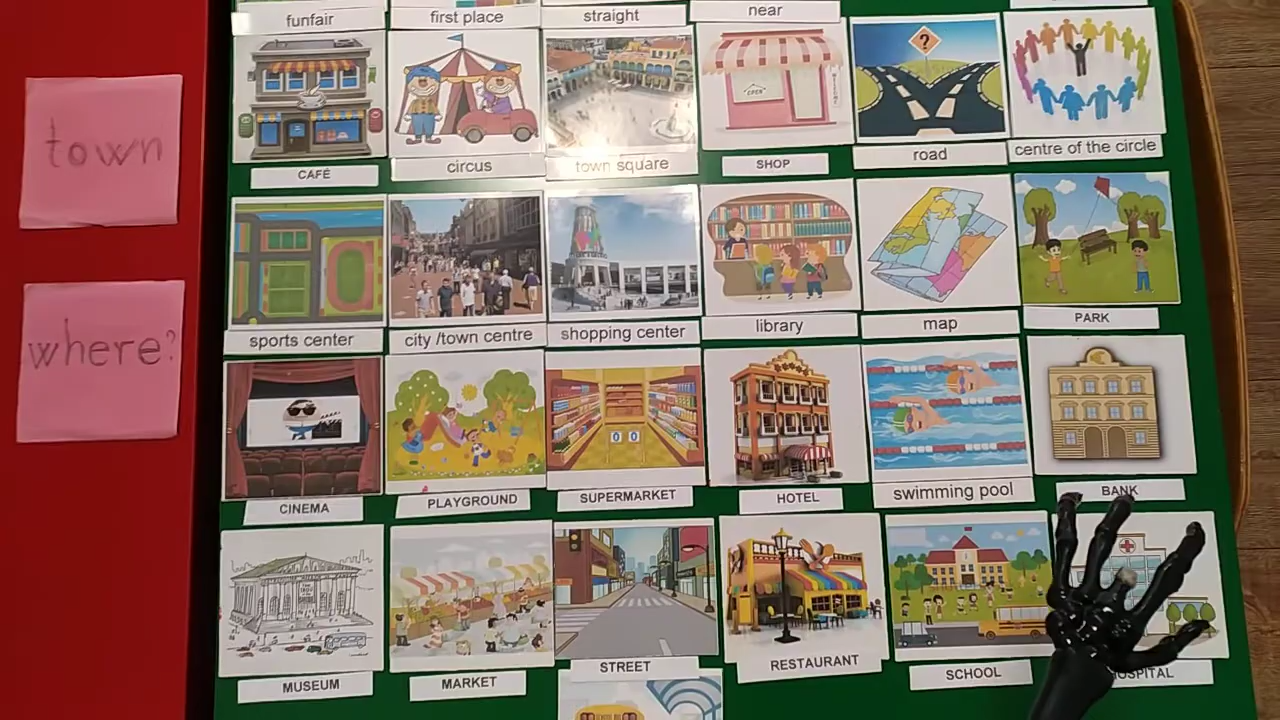 funfair
first place
straight
near
CAFÉ
circus
town square
OPEN
SHOP
?
road
centre of the circle
town
sports center
city /town centre
shopping center
library
map
PARK
where?
CINEMA
PLAYGROUND
SUPERMARKET
HOTEL
swimming pool
BANK
MUSEUM
MARKET
STREET
RESTAURANT
SCHOOL
HOSPITAL